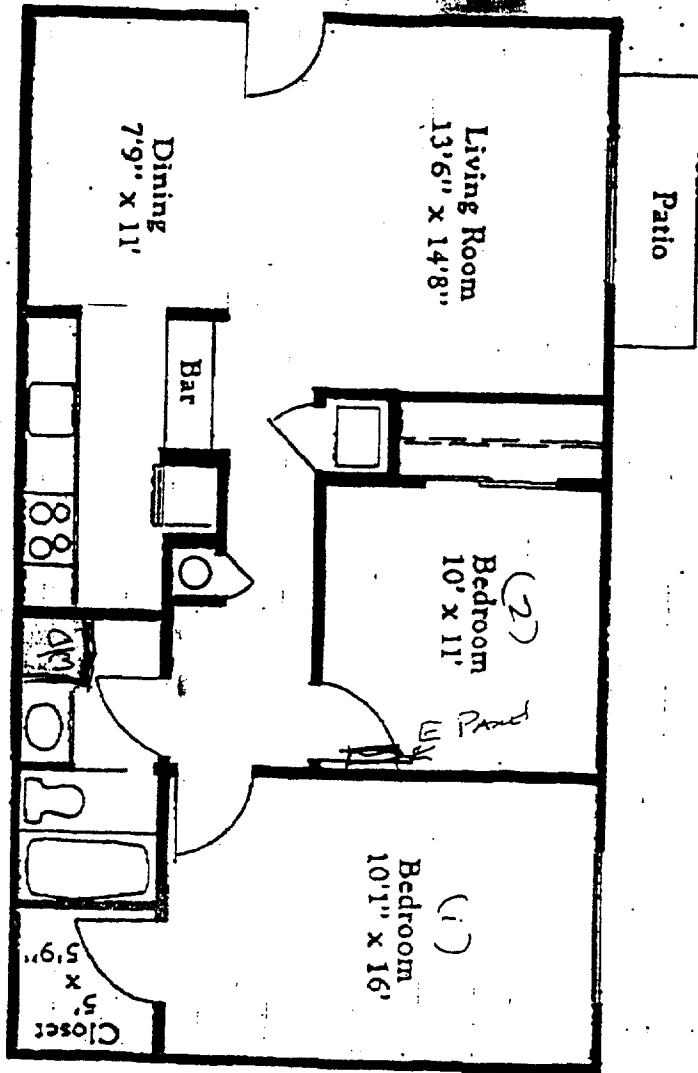 Patio
Living Room
13'6" x 14'8"
Dining
7'9" x 11'
Bar
(2)
Bedroom
10' x 11'
E Panel
(1)
Bedroom
10'1" x 16'
Closet
5'
x
5'9"